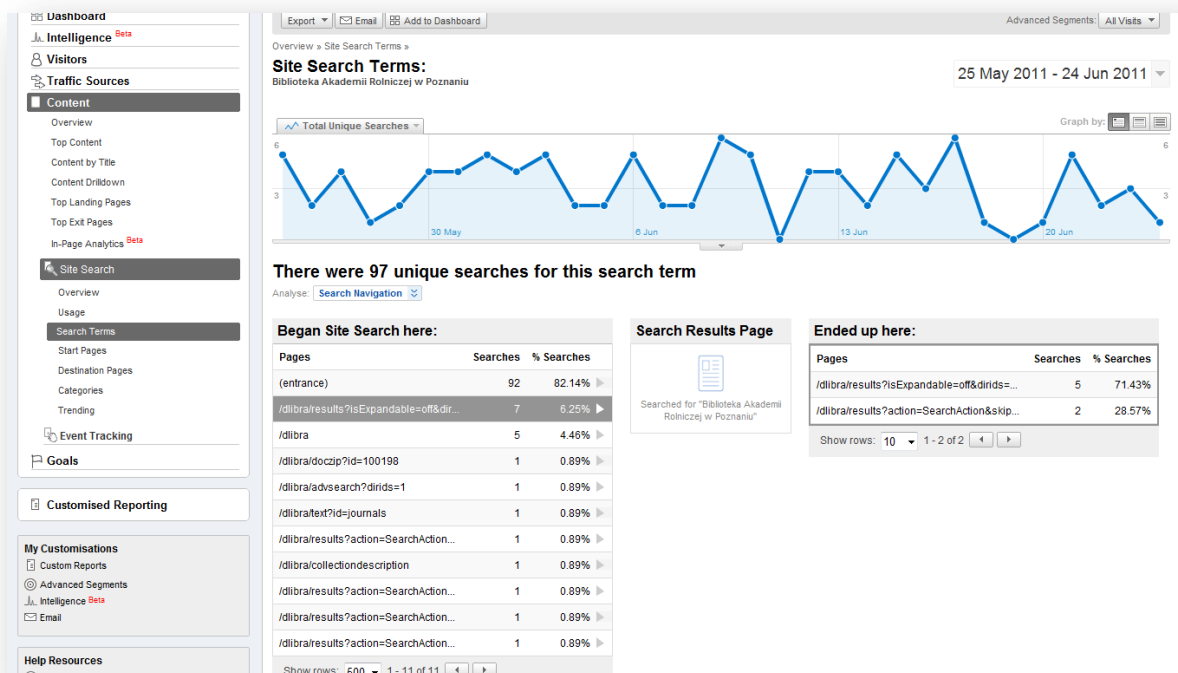 Dashboard
Intelligence Beta
Visitors
Traffic Sources
Content
Overview
Top Content
Content by Title
Content Drilldown
Top Landing Pages
Top Exit Pages
In-Page Analytics Beta
Site Search
Overview
Usage
Search Terms
Start Pages
Destination Pages
Categories
Trending
Event Tracking
Goals
Customised Reporting
My Customisations
Custom Reports
Advanced Segments
Intelligence Beta
Email
Help Resources
Export Email Add to Dashboard
Advanced Segments: All Visits
Overview » Site Search Terms »
Site Search Terms:
Biblioteka Akademii Rolniczej w Poznaniu
25 May 2011 - 24 Jun 2011
Total Unique Searches
Graph by:
6 6
3 3
30 May 6 Jun 13 Jun 20 Jun
There were 97 unique searches for this search term
Analyse: Search Navigation
Began Site Search here:
Pages Searches % Searches
(entrance) 92 82.14%
/dlibra/results?isExpandable=off&dir... 7 6.25%
/dlibra 5 4.46%
/dlibra/doczip?id=100198 1 0.89%
/dlibra/advsearch?dirids=1 1 0.89%
/dlibra/text?id=journals 1 0.89%
/dlibra/results?action=SearchAction... 1 0.89%
/dlibra/collectiondescription 1 0.89%
/dlibra/results?action=SearchAction... 1 0.89%
/dlibra/results?action=SearchAction... 1 0.89%
/dlibra/results?action=SearchAction... 1 0.89%
Show rows: 500 1 - 11 of 11
Search Results Page
Searched for "Biblioteka Akademii
Rolniczej w Poznaniu"
Ended up here:
Pages Searches % Searches
/dlibra/results?isExpandable=off&dirids=... 5 71.43%
/dlibra/results?action=SearchAction&skip... 2 28.57%
Show rows: 10 1 - 2 of 2